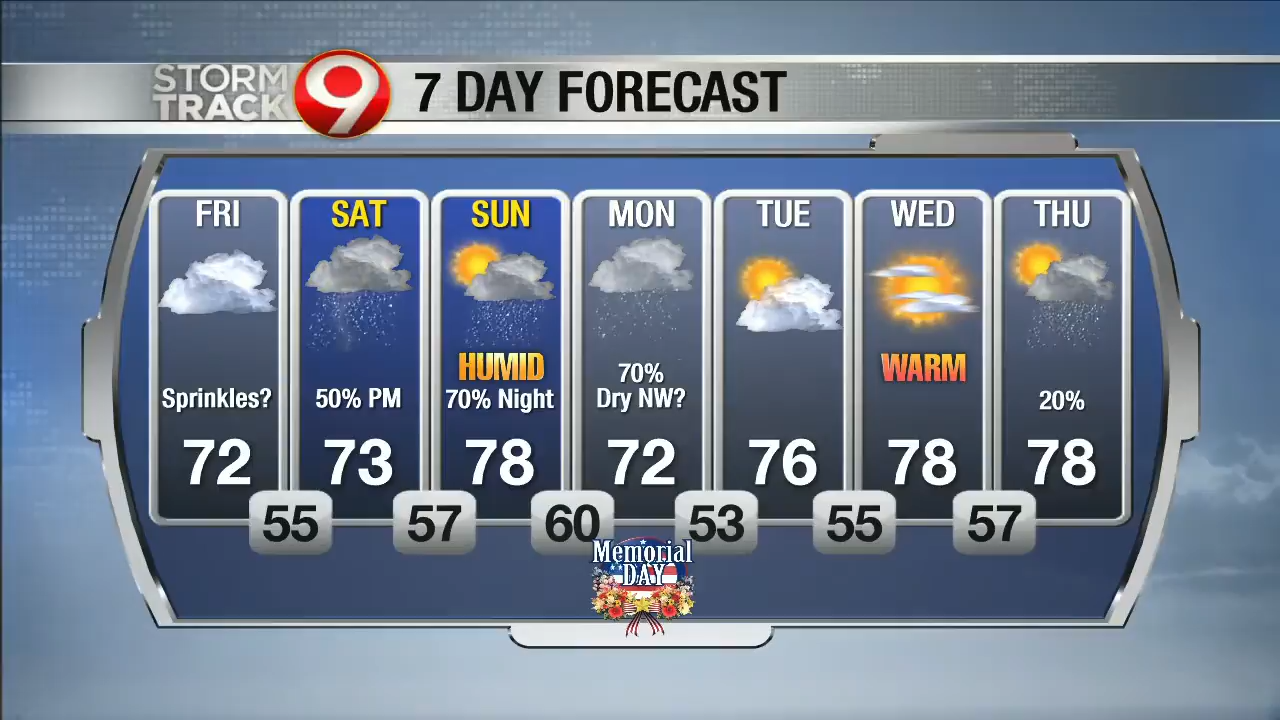 STORM
TRACK
9
7 DAY FORECAST
FRI
Sprinkles?
72
SAT
50% PM
73
SUN
HUMID
70% Night
78
MON
70%
Dry NW?
72
TUE
76
WED
WARM
78
THU
20%
78
55
57
60
53
55
57
Memorial
DAY